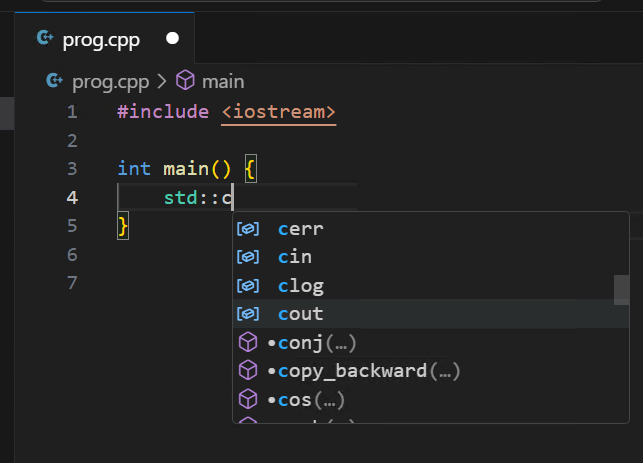 prog.cpp
prog.cpp > main
1 #include <iostream>
2
3 int main() {
4 std::c
5 }
6
7
cerr
cin
clog
cout
•conj(…)
•copy_backward(…)
•cos(…)